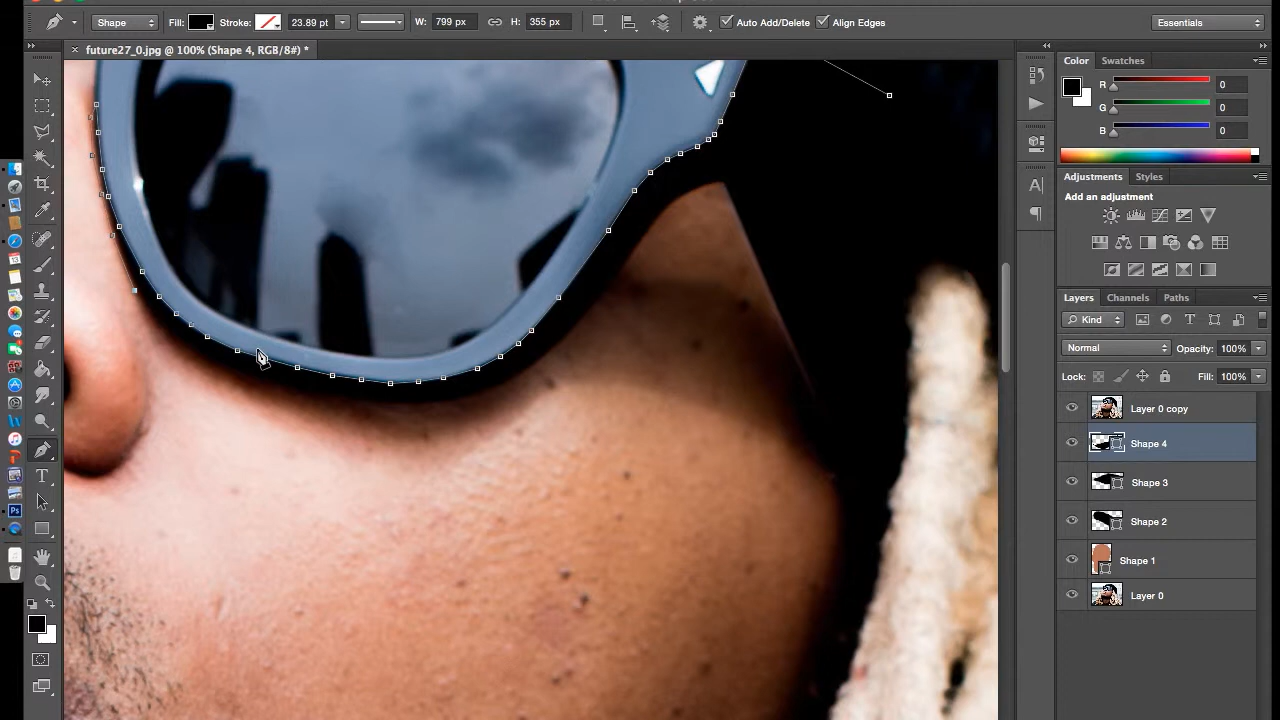 Shape Fill: Stroke: 23.89 pt W: 799 px H: 355 px Auto Add/Delete Align Edges Essentials
future27_0.jpg @ 100% (Shape 4, RGB/8#) *
Color Swatches
R 0
G 0
B 0
Adjustments Styles
Add an adjustment
Layers Channels Paths
Kind
Normal Opacity: 100%
Lock: Fill: 100%
Layer 0 copy
Shape 4
Shape 3
Shape 2
Shape 1
Layer 0